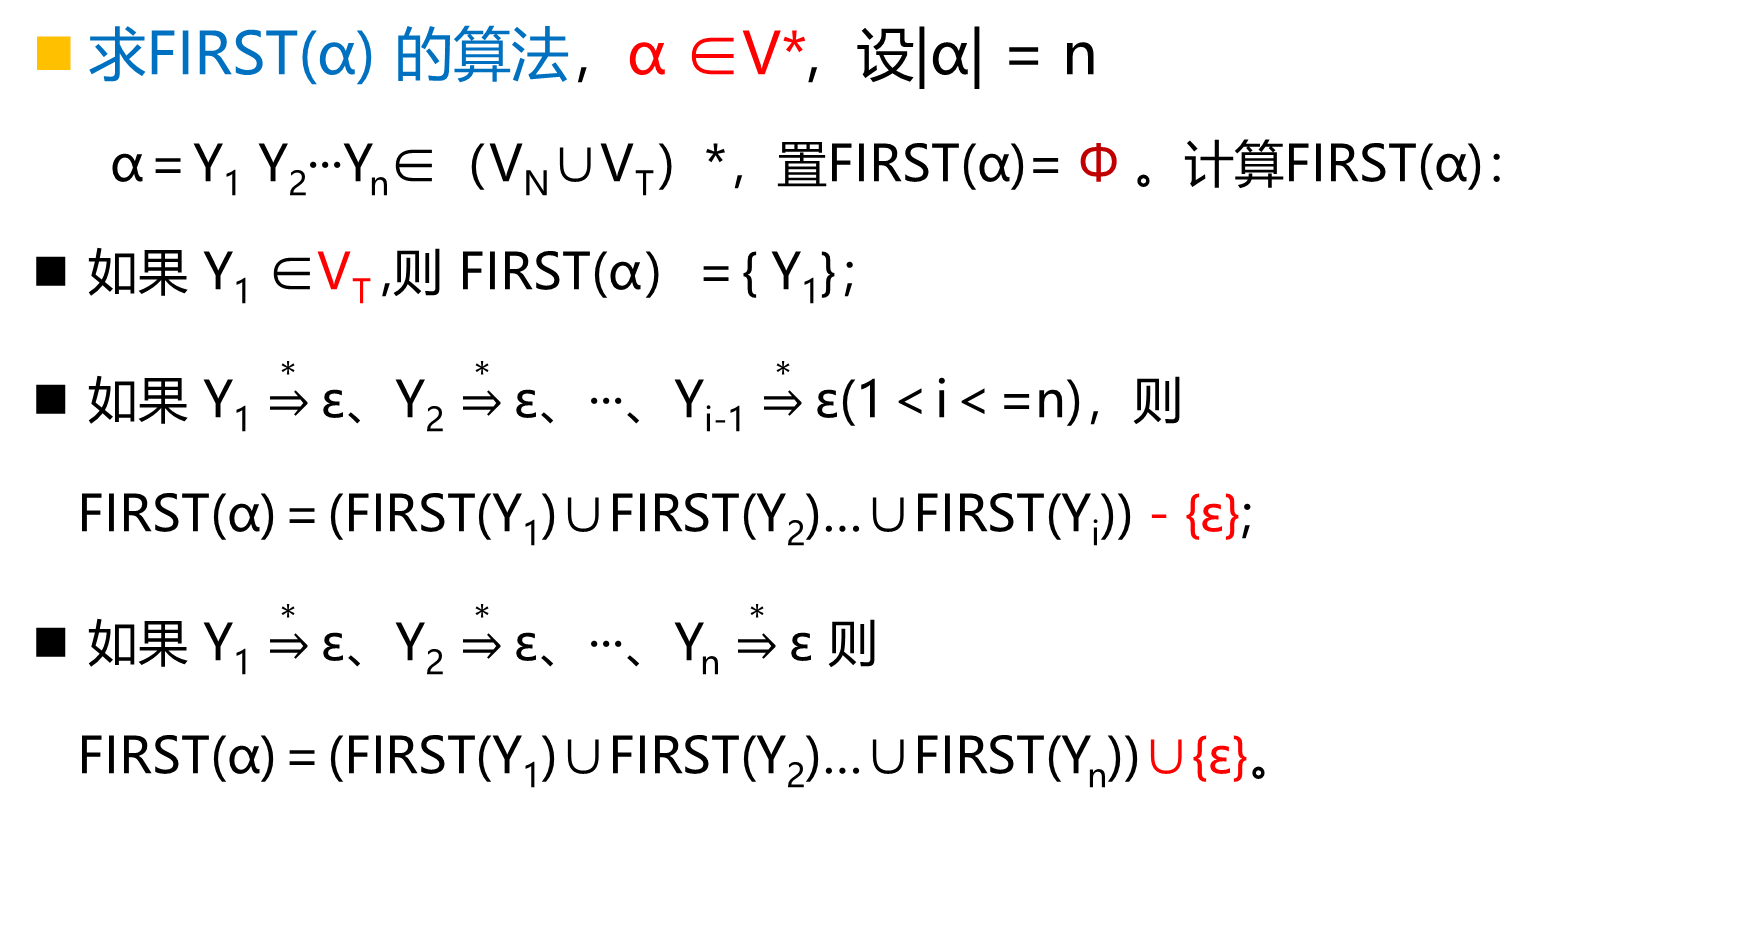 ■ 求FIRST(α) 的算法，α ∈V*，设|α| = n
α＝Y₁ Y₂···Yₙ∈（V_N∪V_T）*，置FIRST(α)= Φ 。计算FIRST(α)：
■ 如果 Y₁ ∈V_T ,则 FIRST(α) ＝{ Y₁}；
■ 如果 Y₁ ⇒* ε、Y₂ ⇒* ε、···、Yᵢ₋₁ ⇒* ε(1＜i＜=n)，则
FIRST(α)＝(FIRST(Y₁)∪FIRST(Y₂)…∪FIRST(Yᵢ)) - {ε};
■ 如果 Y₁ ⇒* ε、Y₂ ⇒* ε、···、Yₙ ⇒* ε 则
FIRST(α)＝(FIRST(Y₁)∪FIRST(Y₂)…∪FIRST(Yₙ))∪{ε}。